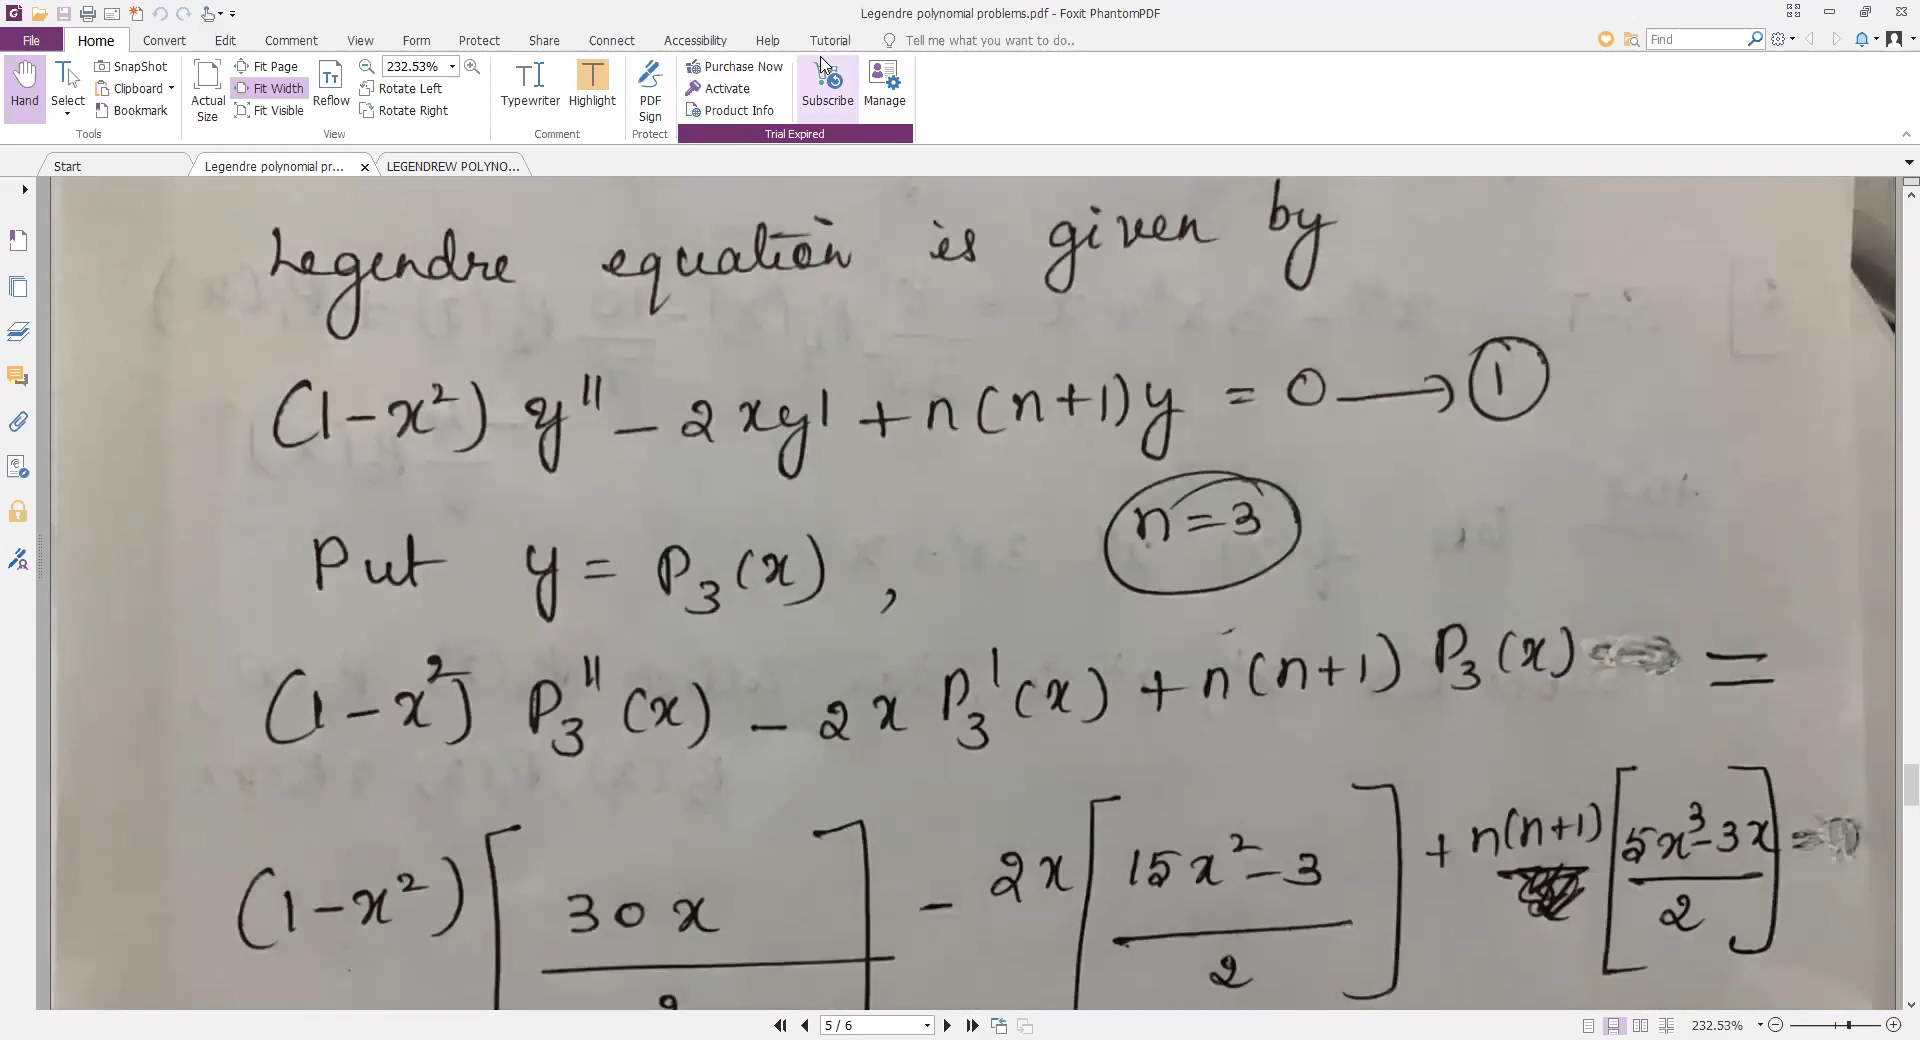 Legendre polynomial problems.pdf - Foxit PhantomPDF
File Home Convert Edit Comment View Form Protect Share Connect Accessibility Help Tutorial Tell me what you want to do.. Find
Hand
Select
SnapShot
Clipboard
Bookmark
Tools
Actual Size
Fit Page
Fit Width
Fit Visible
Reflow
232.53%
Rotate Left
Rotate Right
View
Typewriter
Highlight
Comment
PDF Sign
Protect
Purchase Now
Activate
Product Info
Subscribe
Manage
Trial Expired
Start Legendre polynomial pr... LEGENDREW POLYNO...
Legendre equation is given by
(1-x²) y'' - 2xy' + n(n+1)y = 0 → ①
Put y = P₃(x), n=3
(1-x²) P₃''(x) - 2x P₃'(x) + n(n+1) P₃(x) =
(1-x²) [30x/2] - 2x [15x²-3/2] + n(n+1) [5x³-3x/2]
5 / 6 232.53%